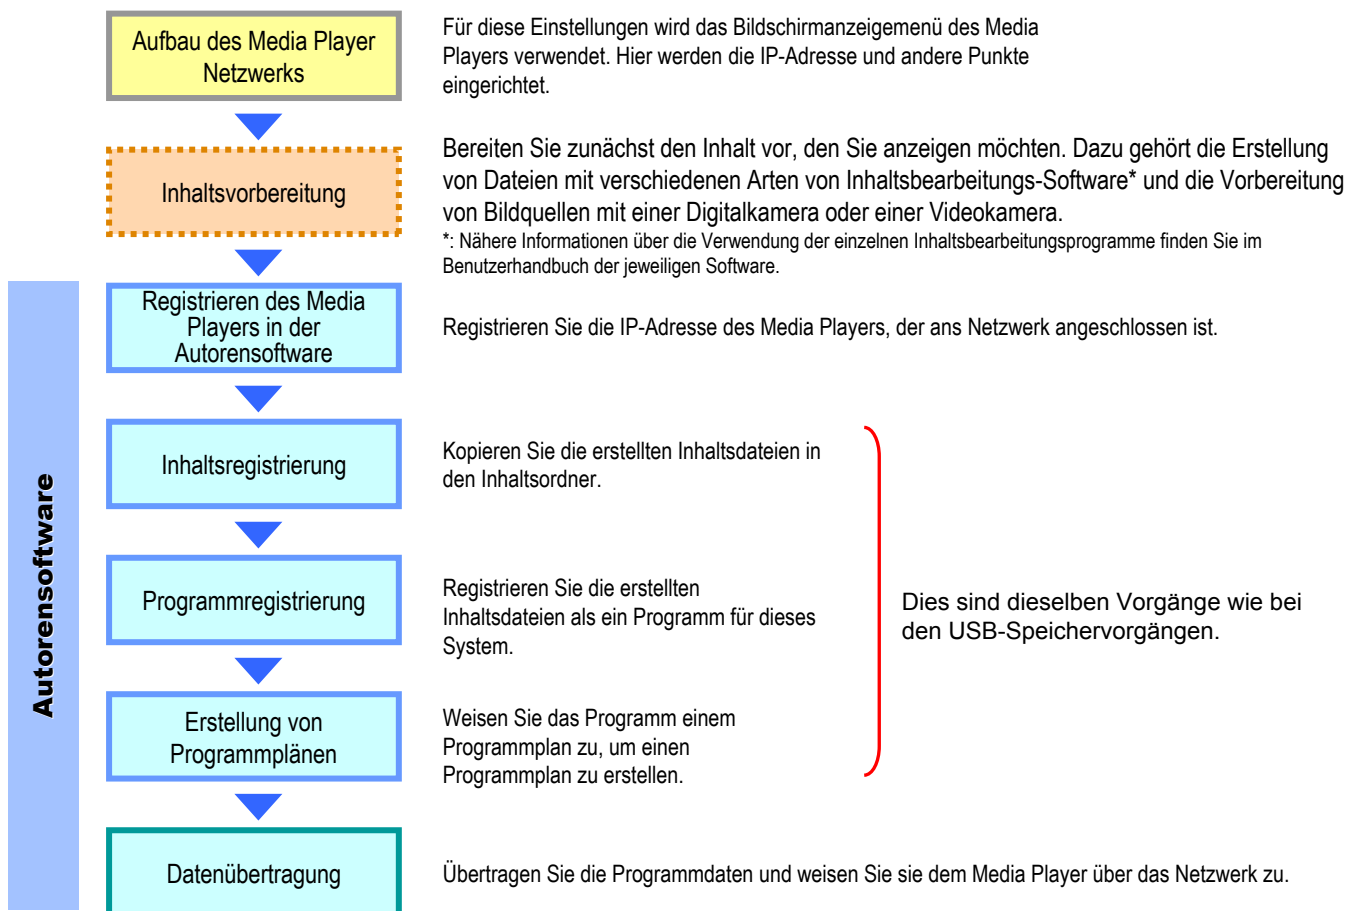 Aufbau des Media Player
Netzwerks
Für diese Einstellungen wird das Bildschirmanzeigemenü des Media
Players verwendet. Hier werden die IP-Adresse und andere Punkte
eingerichtet.
Inhaltsvorbereitung
Bereiten Sie zunächst den Inhalt vor, den Sie anzeigen möchten. Dazu gehört die Erstellung
von Dateien mit verschiedenen Arten von Inhaltsbearbeitungs-Software* und die Vorbereitung
von Bildquellen mit einer Digitalkamera oder einer Videokamera.
*: Nähere Informationen über die Verwendung der einzelnen Inhaltsbearbeitungsprogramme finden Sie im
Benutzerhandbuch der jeweiligen Software.
Autorensoftware
Registrieren des Media
Players in der
Autorensoftware
Registrieren Sie die IP-Adresse des Media Players, der ans Netzwerk angeschlossen ist.
Inhaltsregistrierung
Kopieren Sie die erstellten Inhaltsdateien in
den Inhaltsordner.
Programmregistrierung
Registrieren Sie die erstellten
Inhaltsdateien als ein Programm für dieses
System.
Dies sind dieselben Vorgänge wie bei
den USB-Speichervorgängen.
Erstellung von
Programmplänen
Weisen Sie das Programm einem
Programmplan zu, um einen
Programmplan zu erstellen.
Datenübertragung
Übertragen Sie die Programmdaten und weisen Sie sie dem Media Player über das Netzwerk zu.